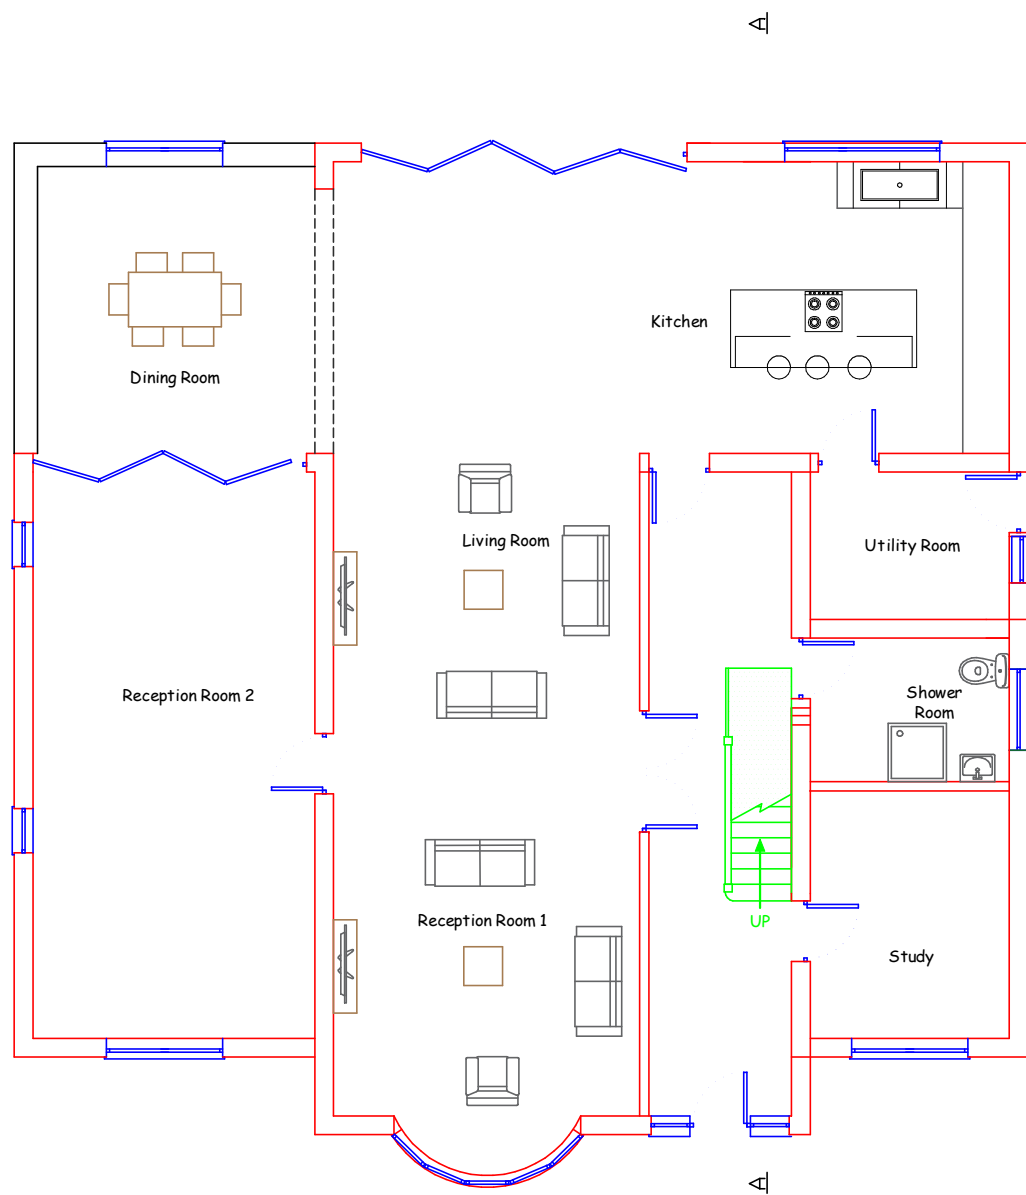 A
Kitchen
Dining Room
Living Room
Utility Room
Reception Room 2
Shower
Room
Reception Room 1
UP
Study
A